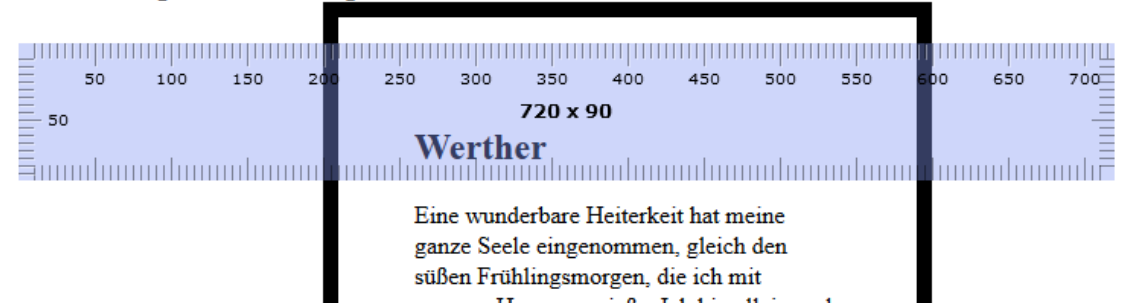 50 100 150 200 250 300 350 400 450 500 550 600 650 700
720 x 90
50
Werther
Eine wunderbare Heiterkeit hat meine
ganze Seele eingenommen, gleich den
süßen Frühlingsmorgen, die ich mit